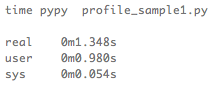 time pypy  profile_sample1.py
real    0m1.348s
user    0m0.980s
sys     0m0.054s